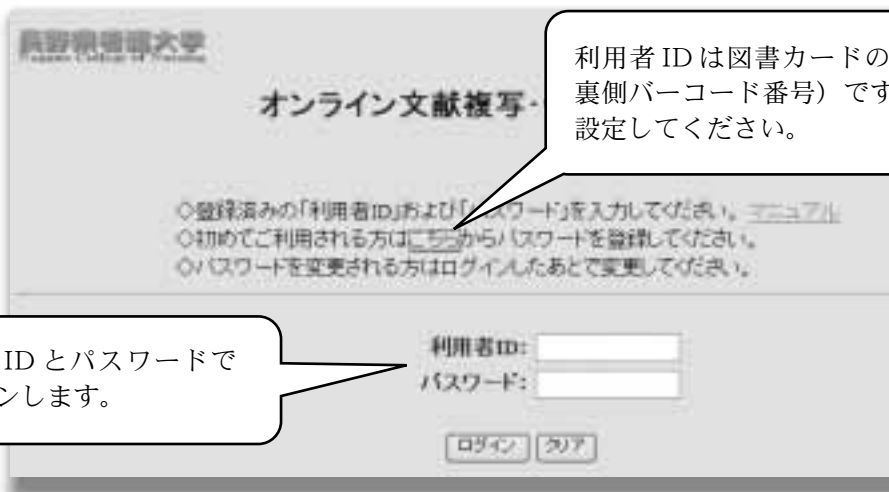 長野県看護大学
Nagano College of Nursing
オンライン文献複写・
利用者 ID は図書カードの
裏側バーコード番号）です
設定してください。
◇登録済みの「利用者ID」および「パスワード」を入力してください。 マニュアル
◇初めてご利用される方はこちらからパスワードを登録してください。
◇パスワードを変更される方はログインしたあとで変更してください。
ID とパスワードで
ンします。
利用者ID:
パスワード:
ログイン クリア